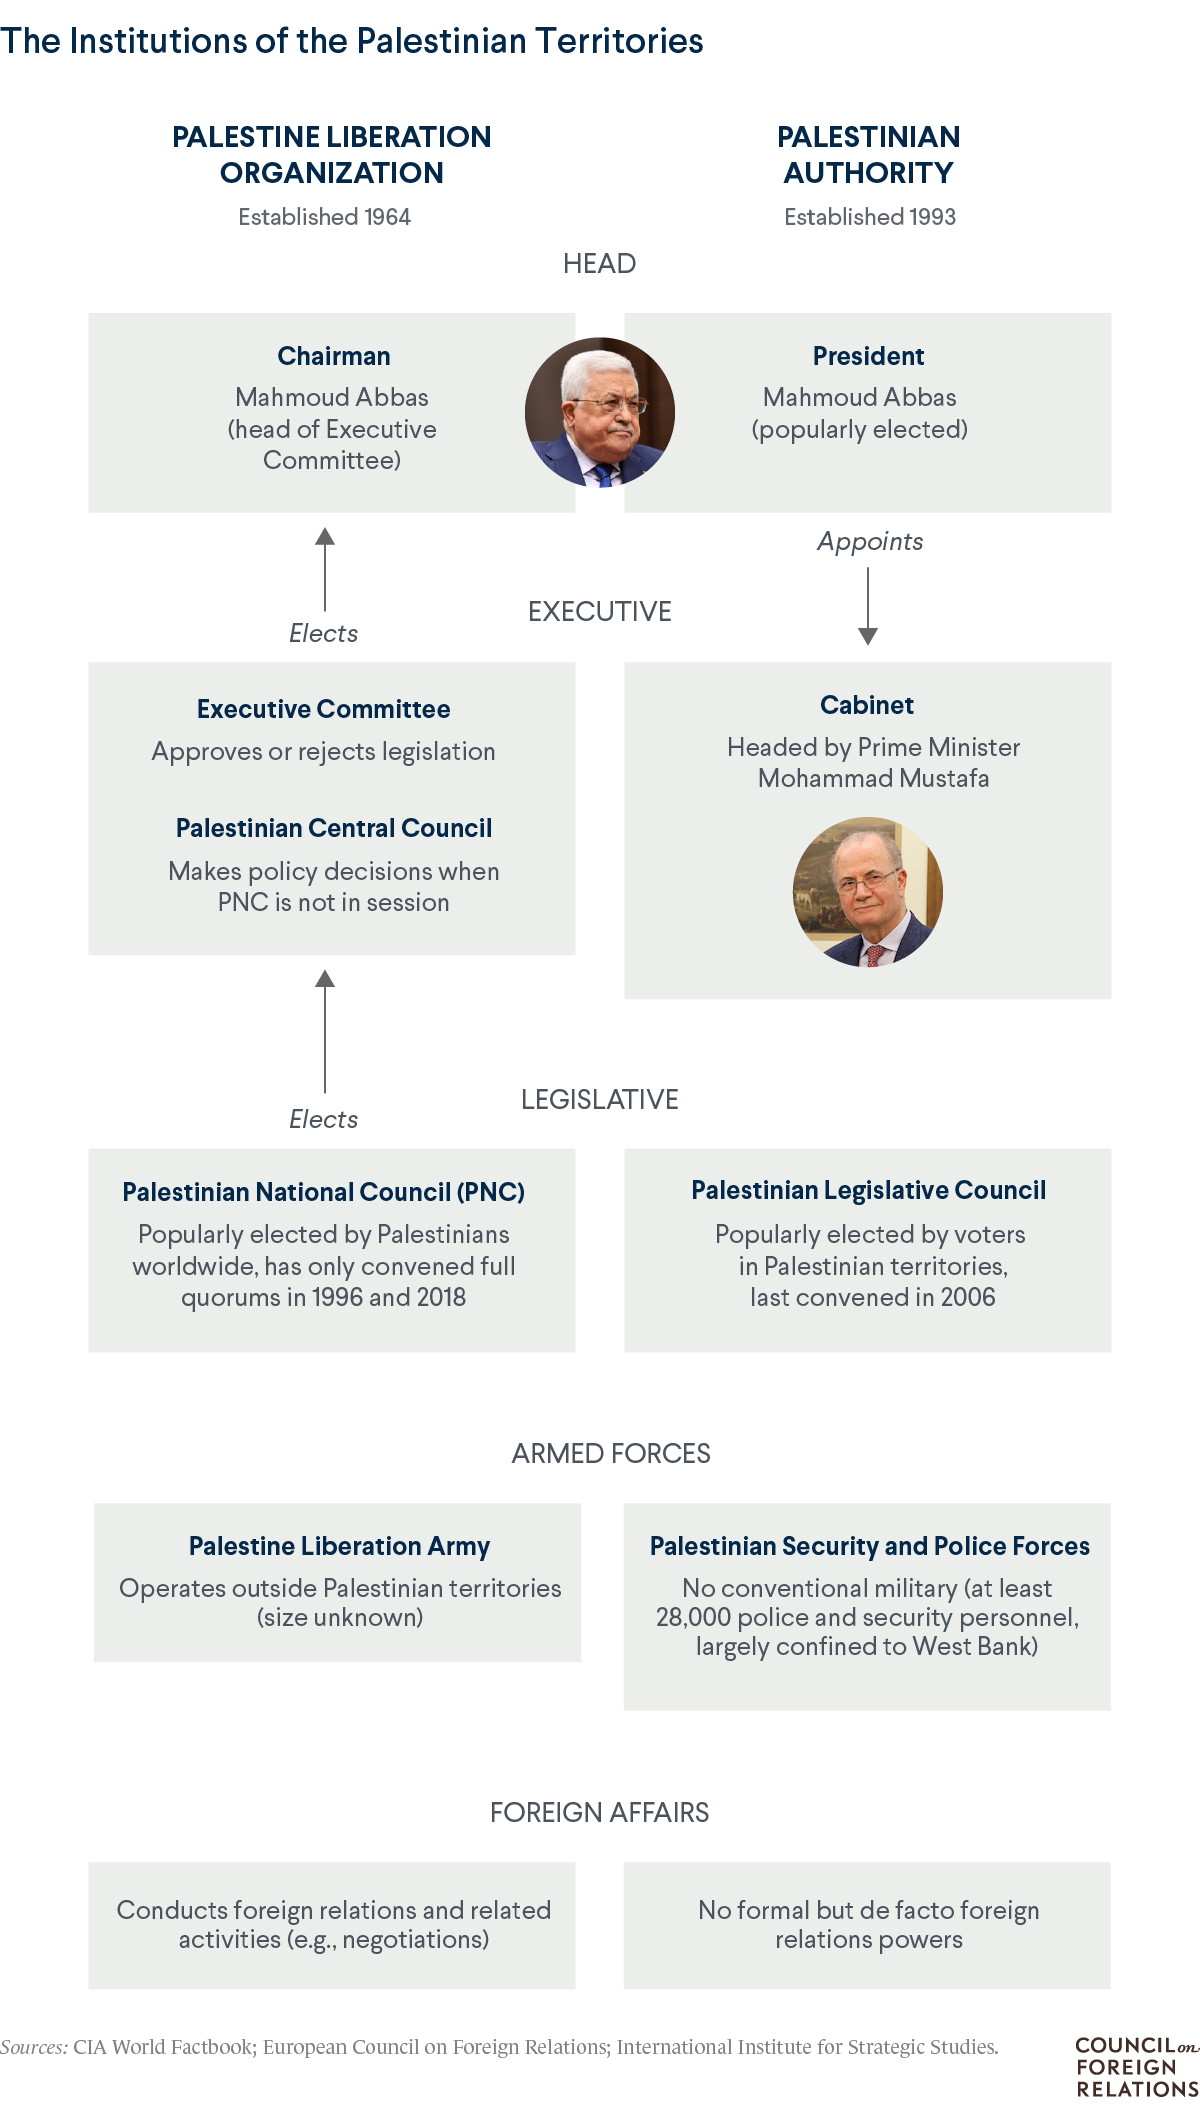 The Institutions of the Palestinian Territories
PALESTINE LIBERATION
ORGANIZATION
Established 1964
PALESTINIAN
AUTHORITY
Established 1993
HEAD
Chairman
Mahmoud Abbas
(head of Executive
Committee)
President
Mahmoud Abbas
(popularly elected)
Elects
Appoints
EXECUTIVE
Executive Committee
Approves or rejects legislation
Palestinian Central Council
Makes policy decisions when
PNC is not in session
Cabinet
Headed by Prime Minister
Mohammad Mustafa
Elects
LEGISLATIVE
Palestinian National Council (PNC)
Popularly elected by Palestinians
worldwide, has only convened full
quorums in 1996 and 2018
Palestinian Legislative Council
Popularly elected by voters
in Palestinian territories,
last convened in 2006
ARMED FORCES
Palestine Liberation Army
Operates outside Palestinian territories
(size unknown)
Palestinian Security and Police Forces
No conventional military (at least
28,000 police and security personnel,
largely confined to West Bank)
FOREIGN AFFAIRS
Conducts foreign relations and related
activities (e.g., negotiations)
No formal but de facto foreign
relations powers
Sources: CIA World Factbook; European Council on Foreign Relations; International Institute for Strategic Studies.
COUNCIL on
FOREIGN
RELATIONS